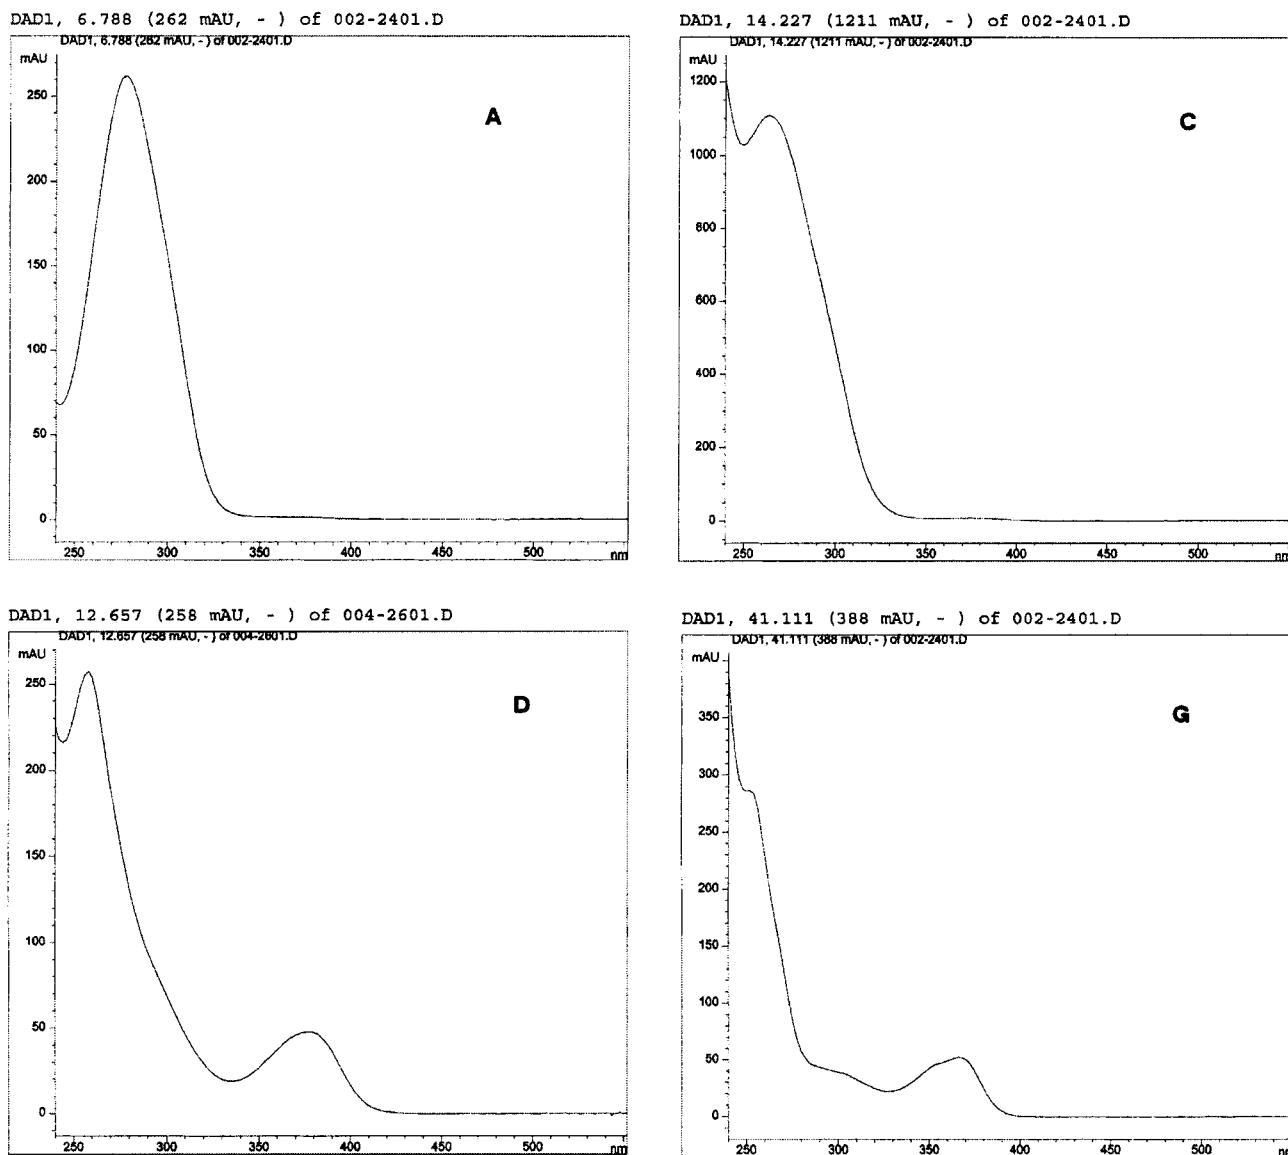 DAD1, 6.788 (262 mAU, - ) of 002-2401.D
DAD1, 6.788 (262 mAU, - ) of 002-2401.D
mAU
A
250
200
150
100
50
0
250 300 350 400 450 500 nm
DAD1, 14.227 (1211 mAU, - ) of 002-2401.D
DAD1, 14.227 (1211 mAU, - ) of 002-2401.D
mAU
C
1200
1000
800
600
400
200
0
250 300 350 400 450 500 nm
DAD1, 12.657 (258 mAU, - ) of 004-2601.D
DAD1, 12.657 (258 mAU, - ) of 004-2601.D
mAU
D
250
200
150
100
50
0
250 300 350 400 450 500 nm
DAD1, 41.111 (388 mAU, - ) of 002-2401.D
DAD1, 41.111 (388 mAU, - ) of 002-2401.D
mAU
G
350
300
250
200
150
100
50
0
250 300 350 400 450 500 nm